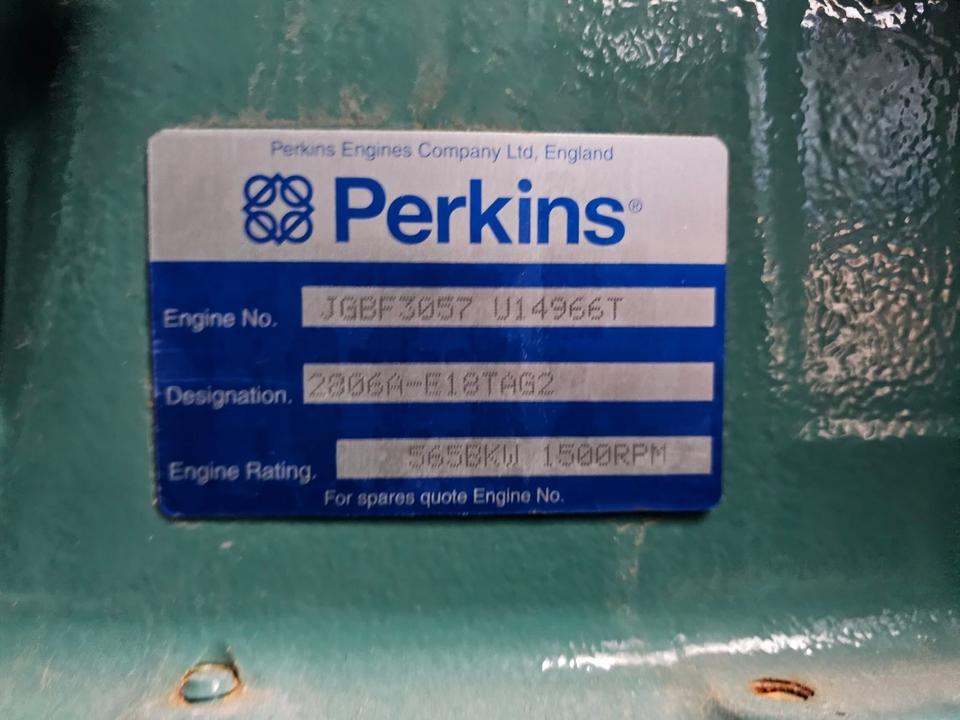 Perkins Engines Company Ltd, England
Perkins®
Engine No. JGBF3057 U14966T
Designation. 2806A-E18TAG2
Engine Rating. 565BKW 1500RPM
For spares quote Engine No.